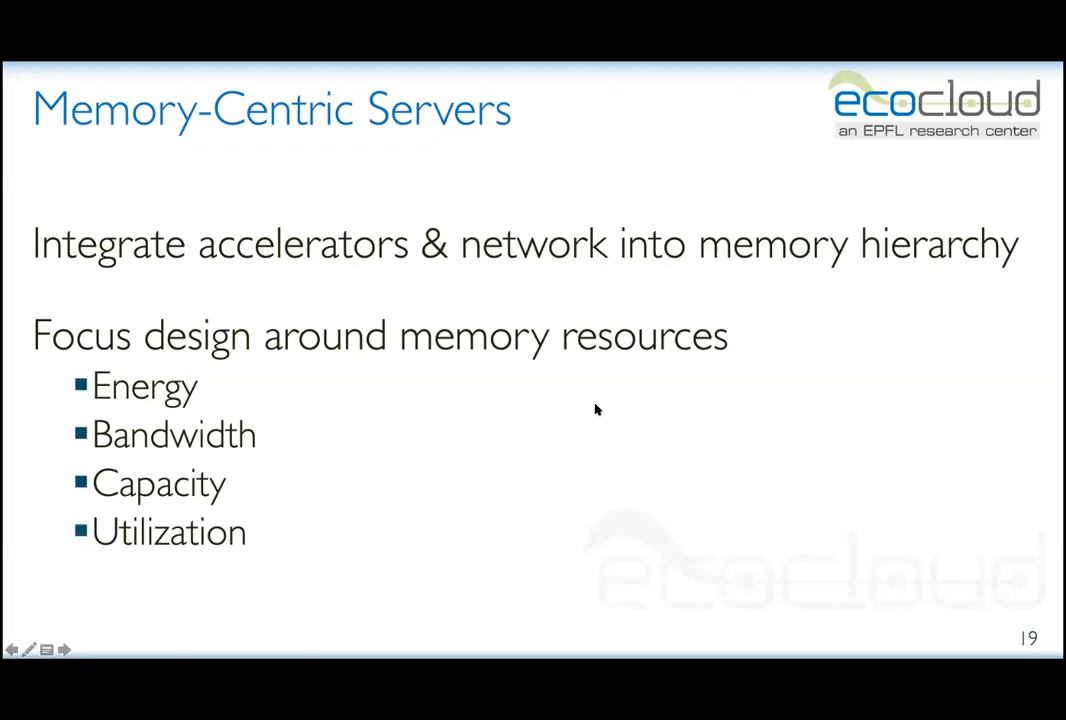 Memory-Centric Servers
ecocloud
an EPFL research center
Integrate accelerators & network into memory hierarchy
Focus design around memory resources
Energy
Bandwidth
Capacity
Utilization
ecocloud
19